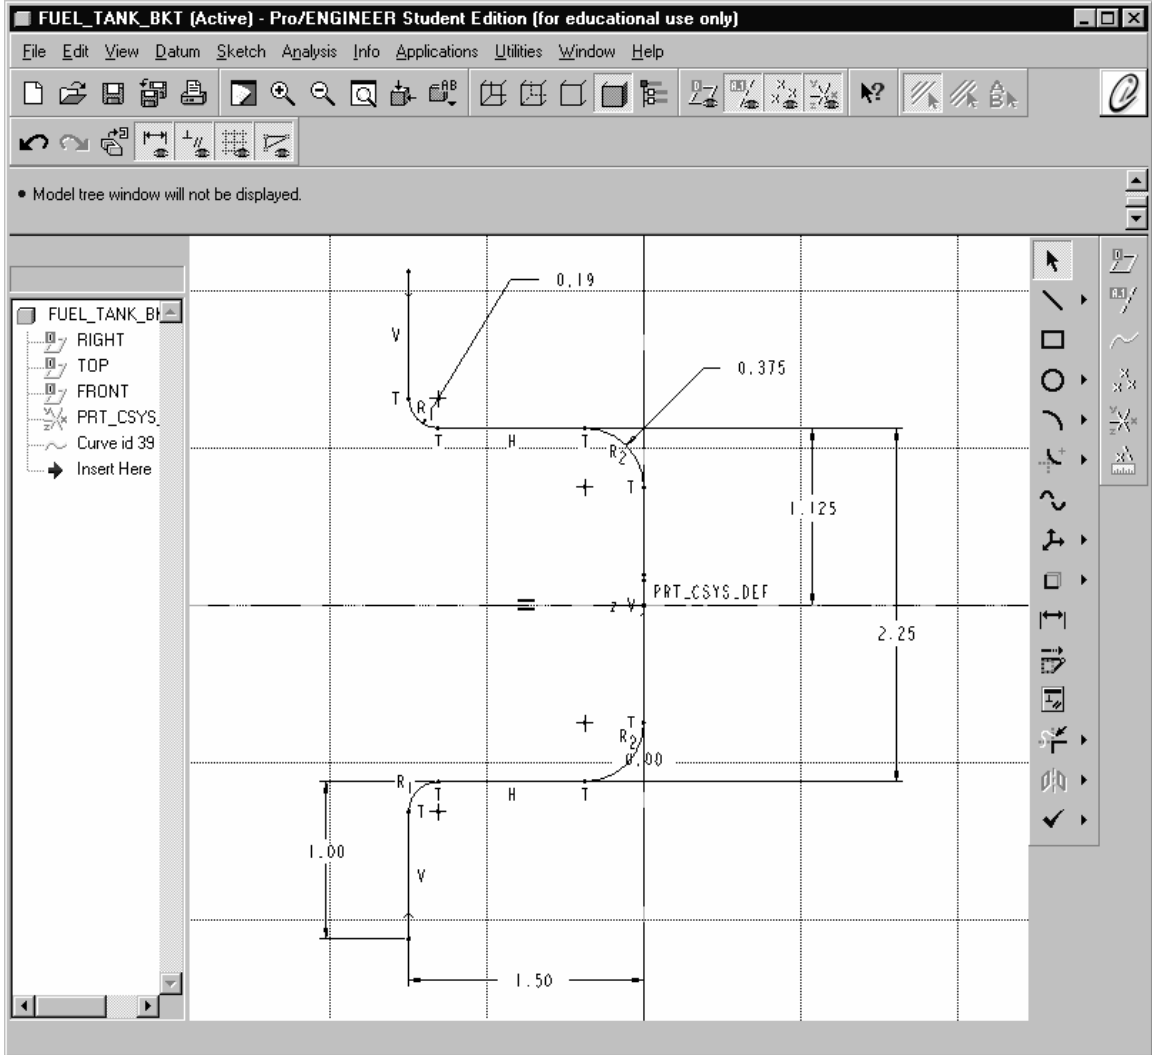 FUEL_TANK_BKT (Active) - Pro/ENGINEER Student Edition (for educational use only)
File Edit View Datum Sketch Analysis Info Applications Utilities Window Help
• Model tree window will not be displayed.
FUEL_TANK_B
RIGHT
TOP
FRONT
PRT_CSYS_
Curve id 39
Insert Here
0.19
V
0.375
T R1
T H T R2
T
1.125
PRT_CSYS_DEF
z V
2.25
T
R2
0.00
R1 T H T
T
1.00
V
1.50